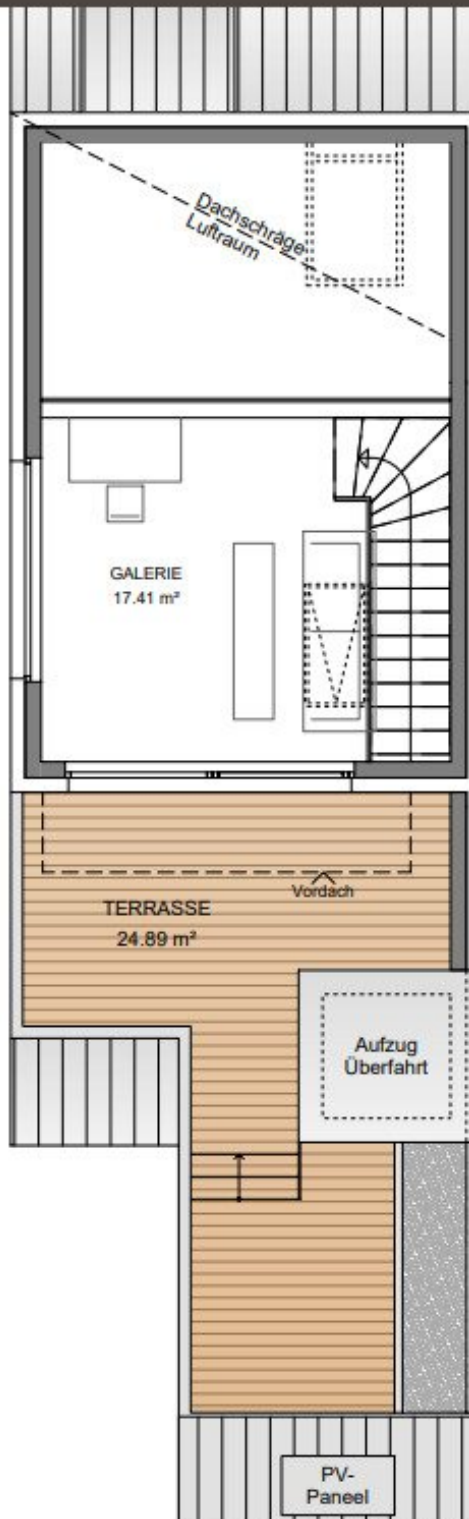 Dachschräge
Luftraum
GALERIE
17.41 m²
Vordach
TERRASSE
24.89 m²
Aufzug
Überfahrt
PV-
Paneel